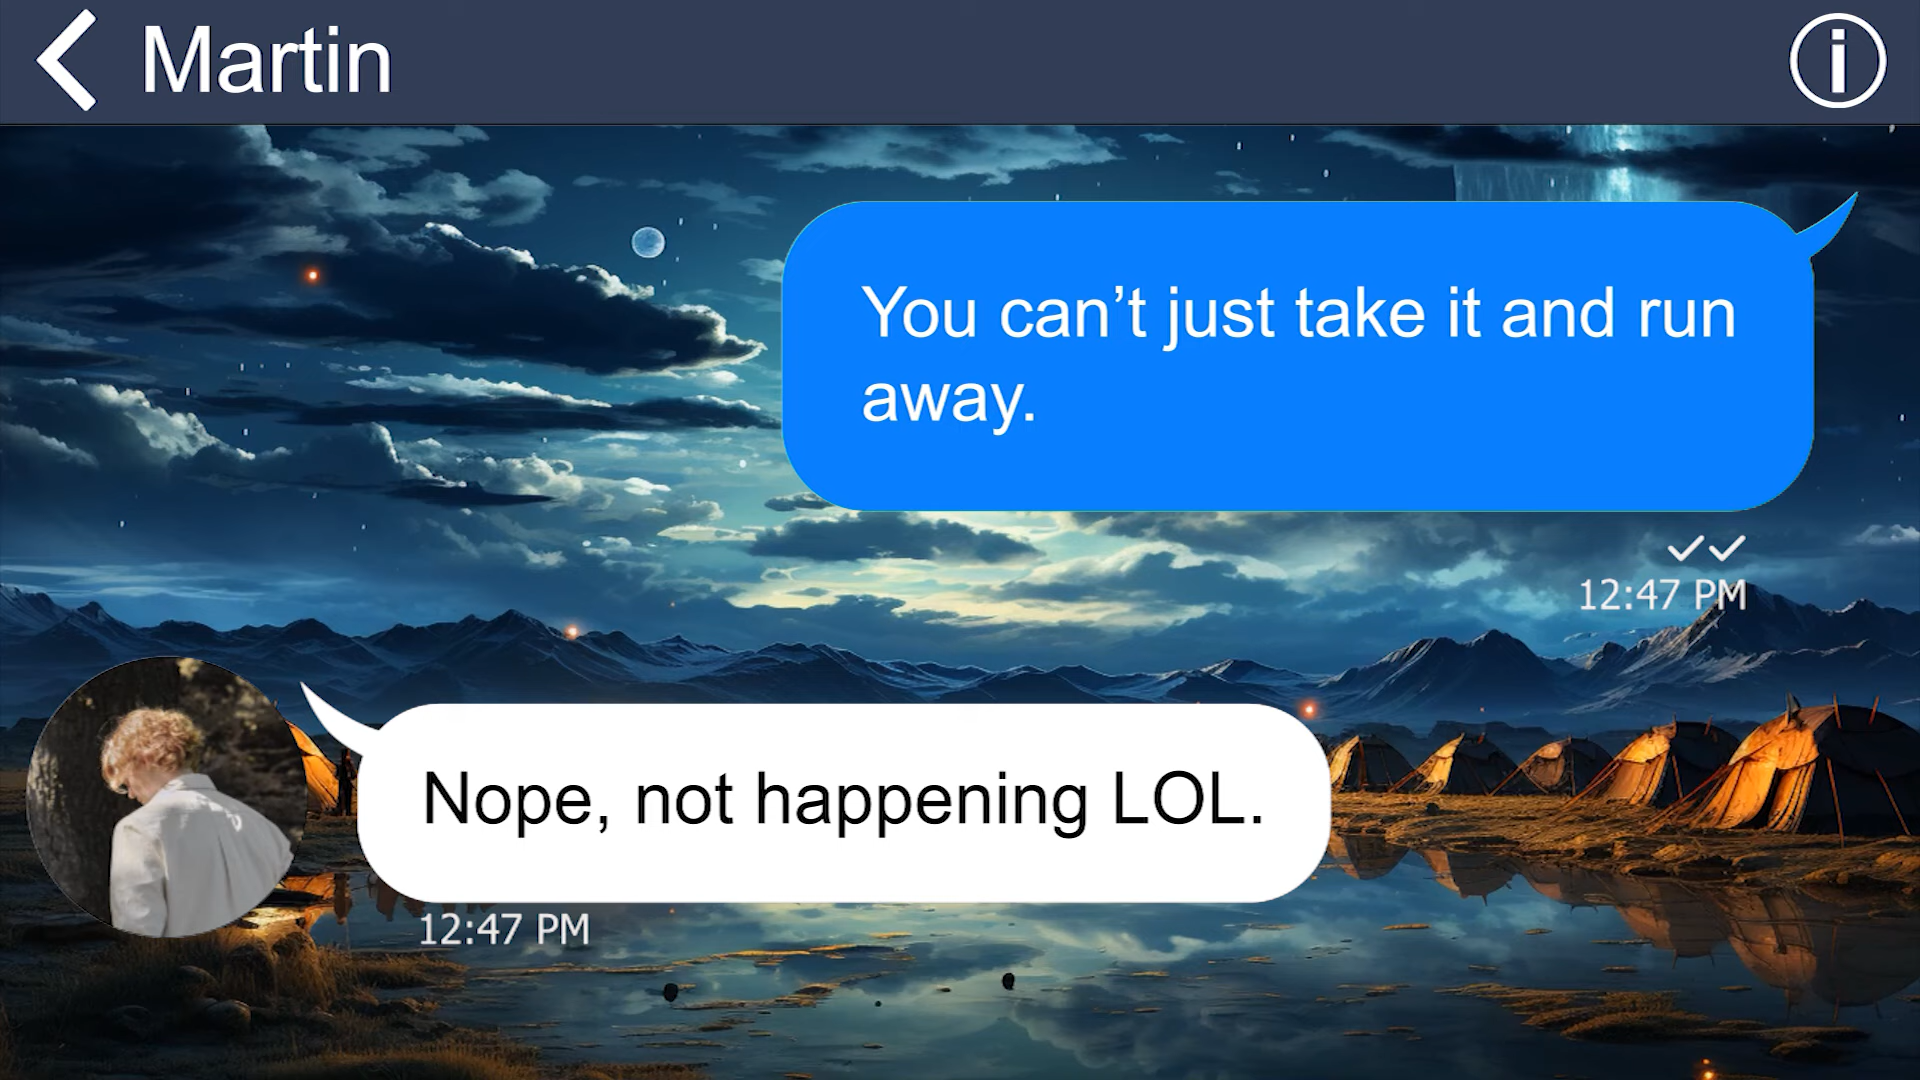 Martin
You can’t just take it and run
away.
12:47 PM
Nope, not happening LOL.
12:47 PM